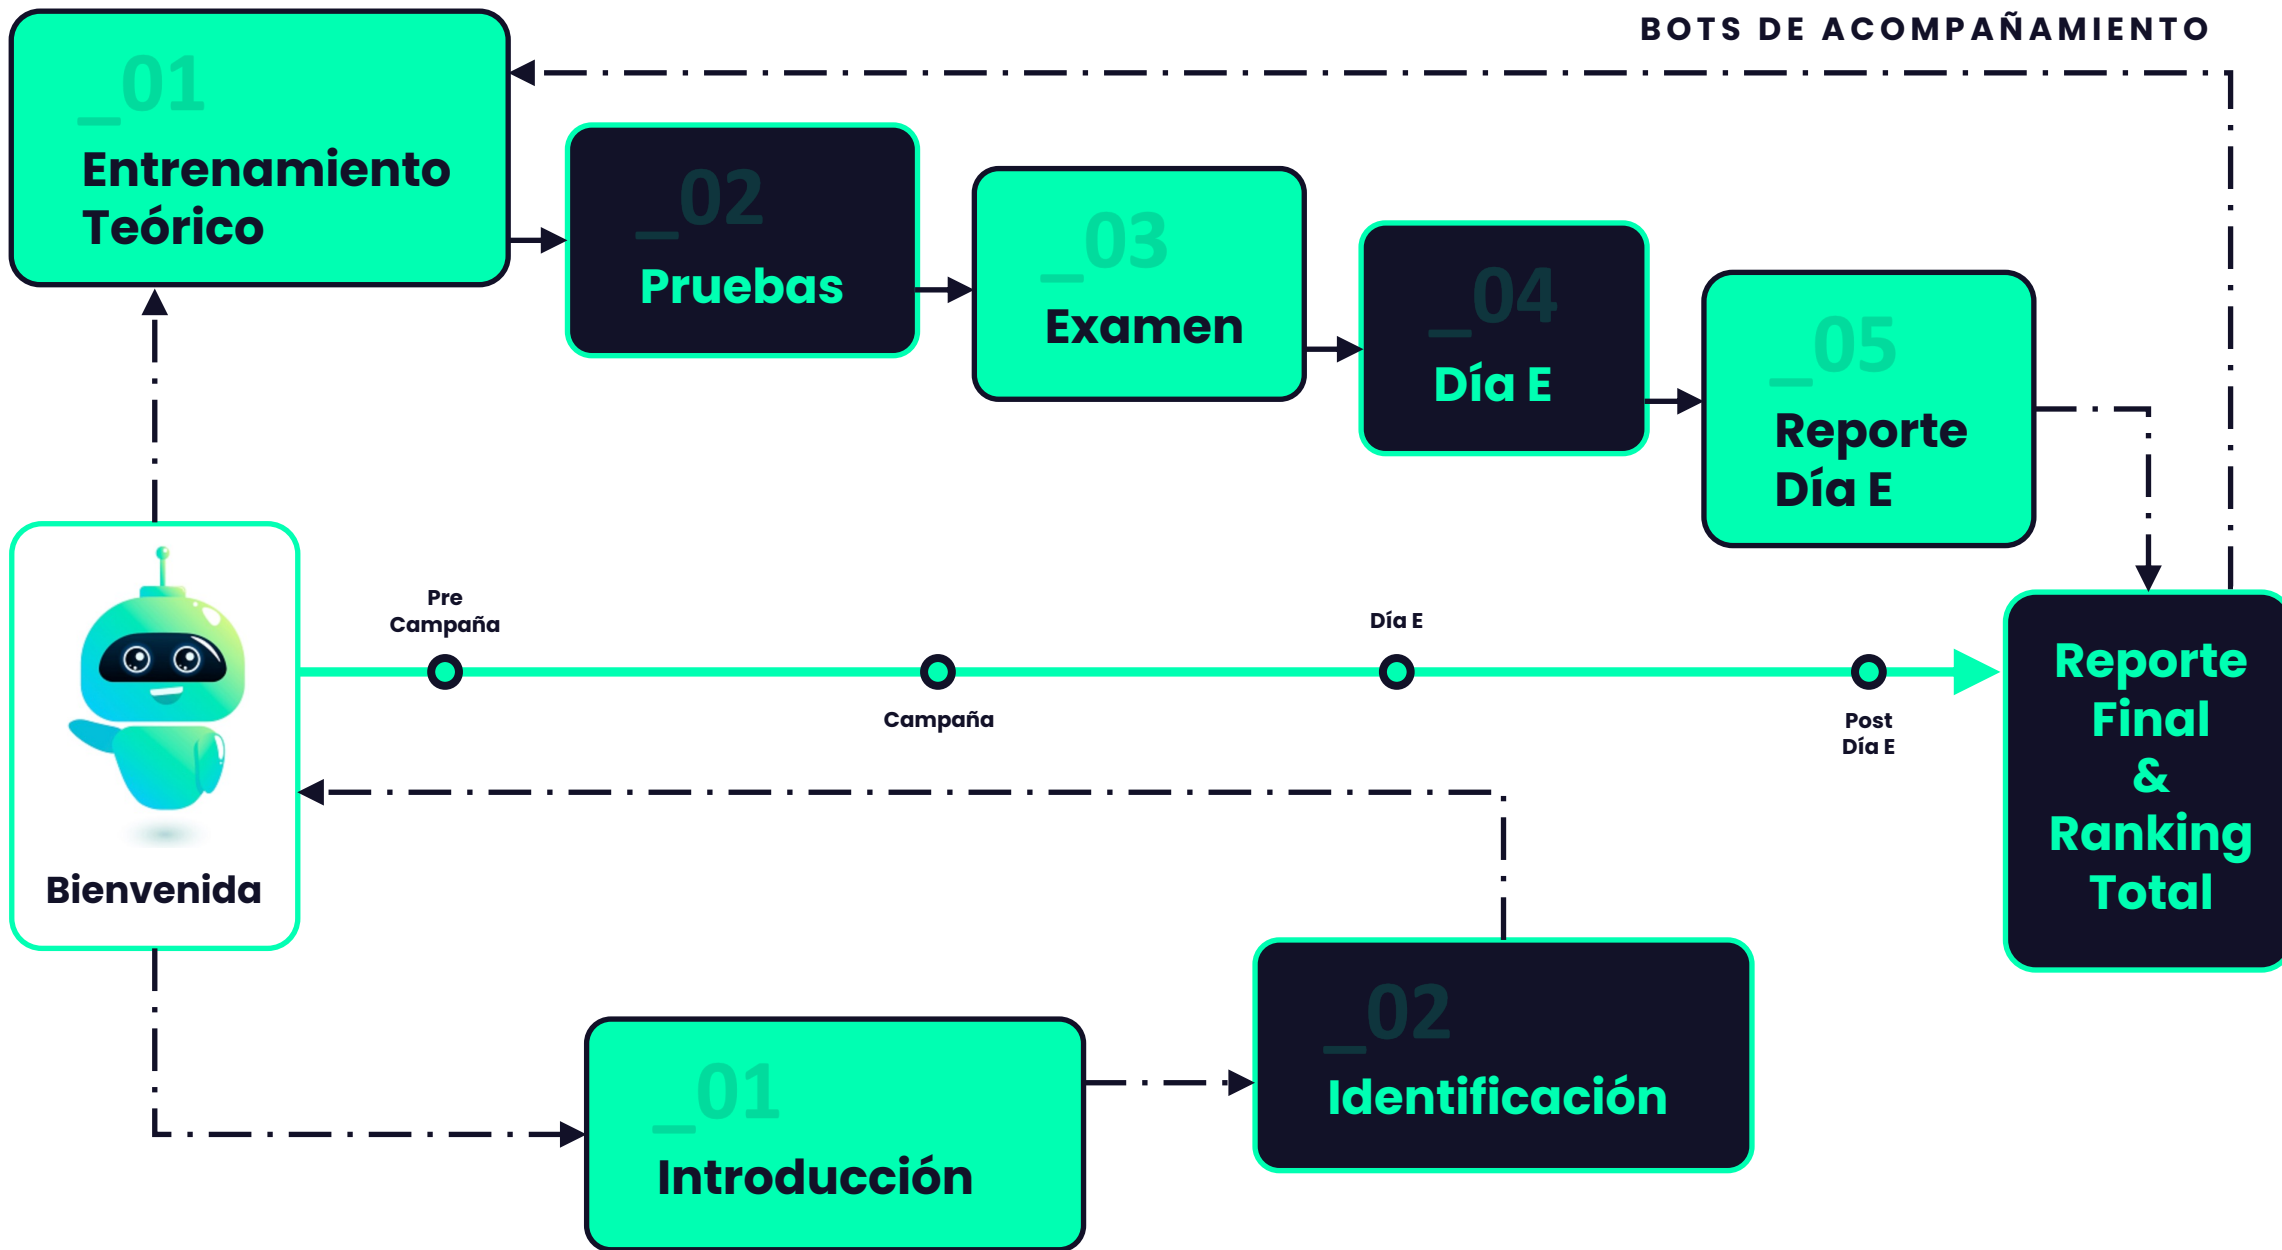 BOTS DE ACOMPAÑAMIENTO
_01
Entrenamiento
Teórico
_02
Pruebas
_03
Examen
_04
Día E
_05
Reporte
Día E
Pre
Campaña
Campaña
Día E
Post
Día E
Reporte
Final
&
Ranking
Total
Bienvenida
_01
Introducción
_02
Identificación